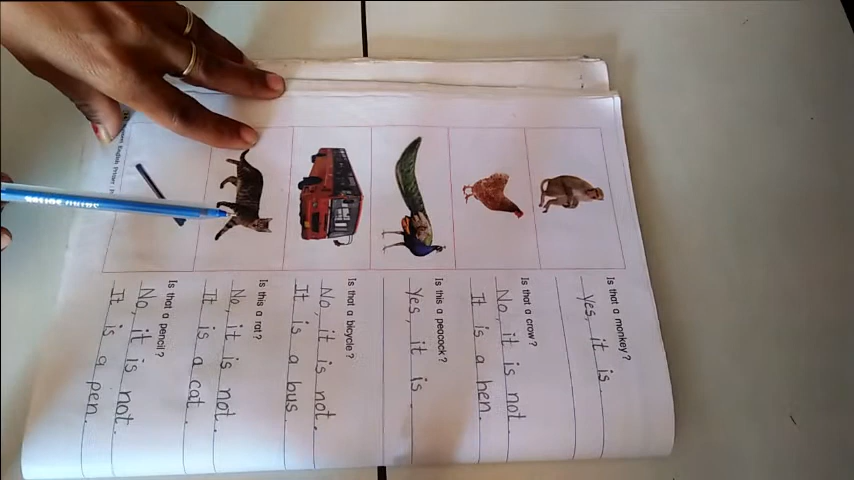 Is that a monkey?
Yes, it is.
Is that a crow?
No, it is not.
It is a hen.
Is this a peacock?
Yes, it is.
Is that a bicycle?
No, it is not.
It is a bus
Is this a rat?
No, it is not.
It is a cat.
Is that a pencil?
No, it is not.
It is a pen.